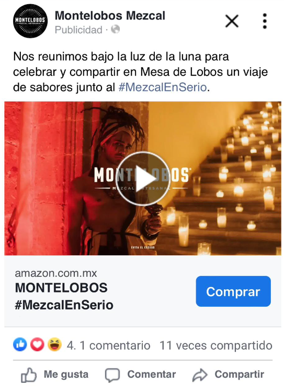 MONTELOBOS
Montelobos Mezcal
Publicidad ·
Nos reunimos bajo la luz de la luna para
celebrar y compartir en Mesa de Lobos un viaje
de sabores junto al #MezcalEnSerio.
MONTELOBOS
amazon.com.mx
MONTELOBOS
#MezcalEnSerio
Comprar
4. 1 comentario 11 veces compartido
Me gusta Comentar Compartir